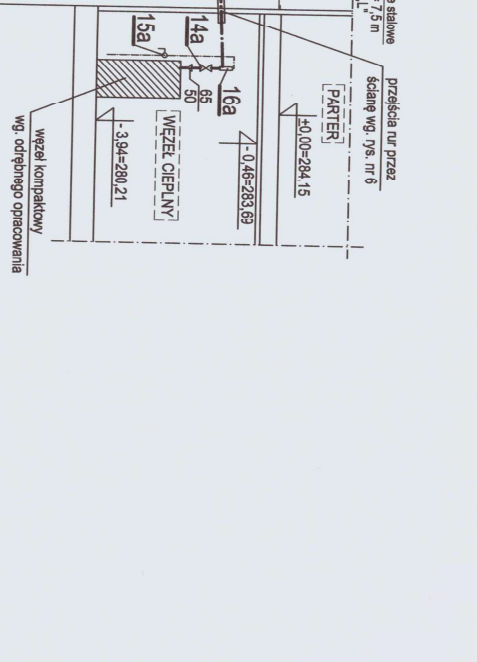 e stalowe
= 7,5 m
L"
przejścia rur przez
ścianę wg. rys. nr 6
PARTER
±0,00=284.15
- 0,46=283,69
16a
14a
15a
65
50
WĘZEŁ CIEPLNY
- 3,94=280,21
węzeł kompaktowy
wg. odrębnego opracowania